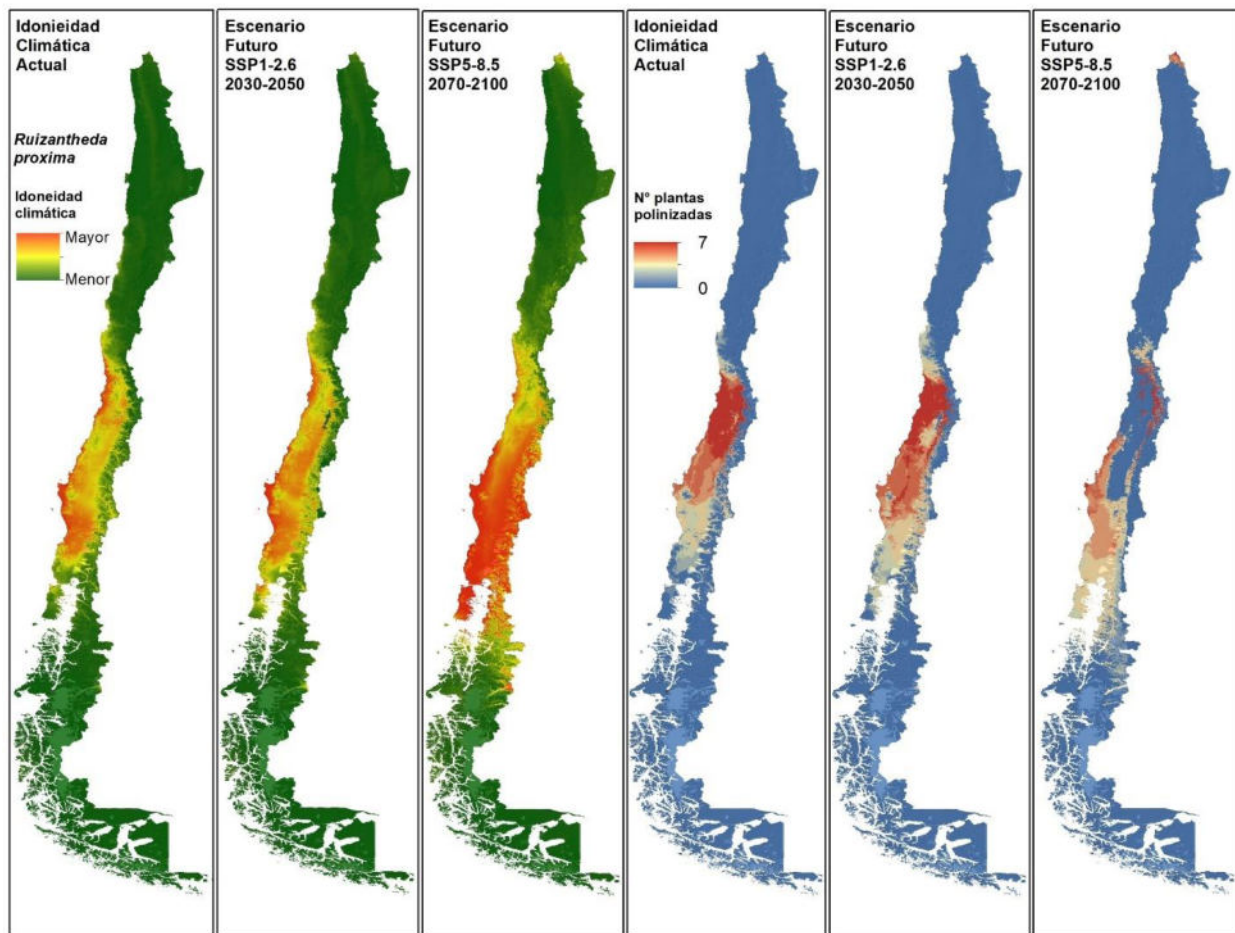 Idonieidad
Climática
Actual
Ruizantheda
proxima
Idoneidad
climática
Mayor
Menor
Escenario
Futuro
SSP1-2.6
2030-2050
Escenario
Futuro
SSP5-8.5
2070-2100
Idonieidad
Climática
Actual
N° plantas
polinizadas
7
0
Escenario
Futuro
SSP1-2.6
2030-2050
Escenario
Futuro
SSP5-8.5
2070-2100